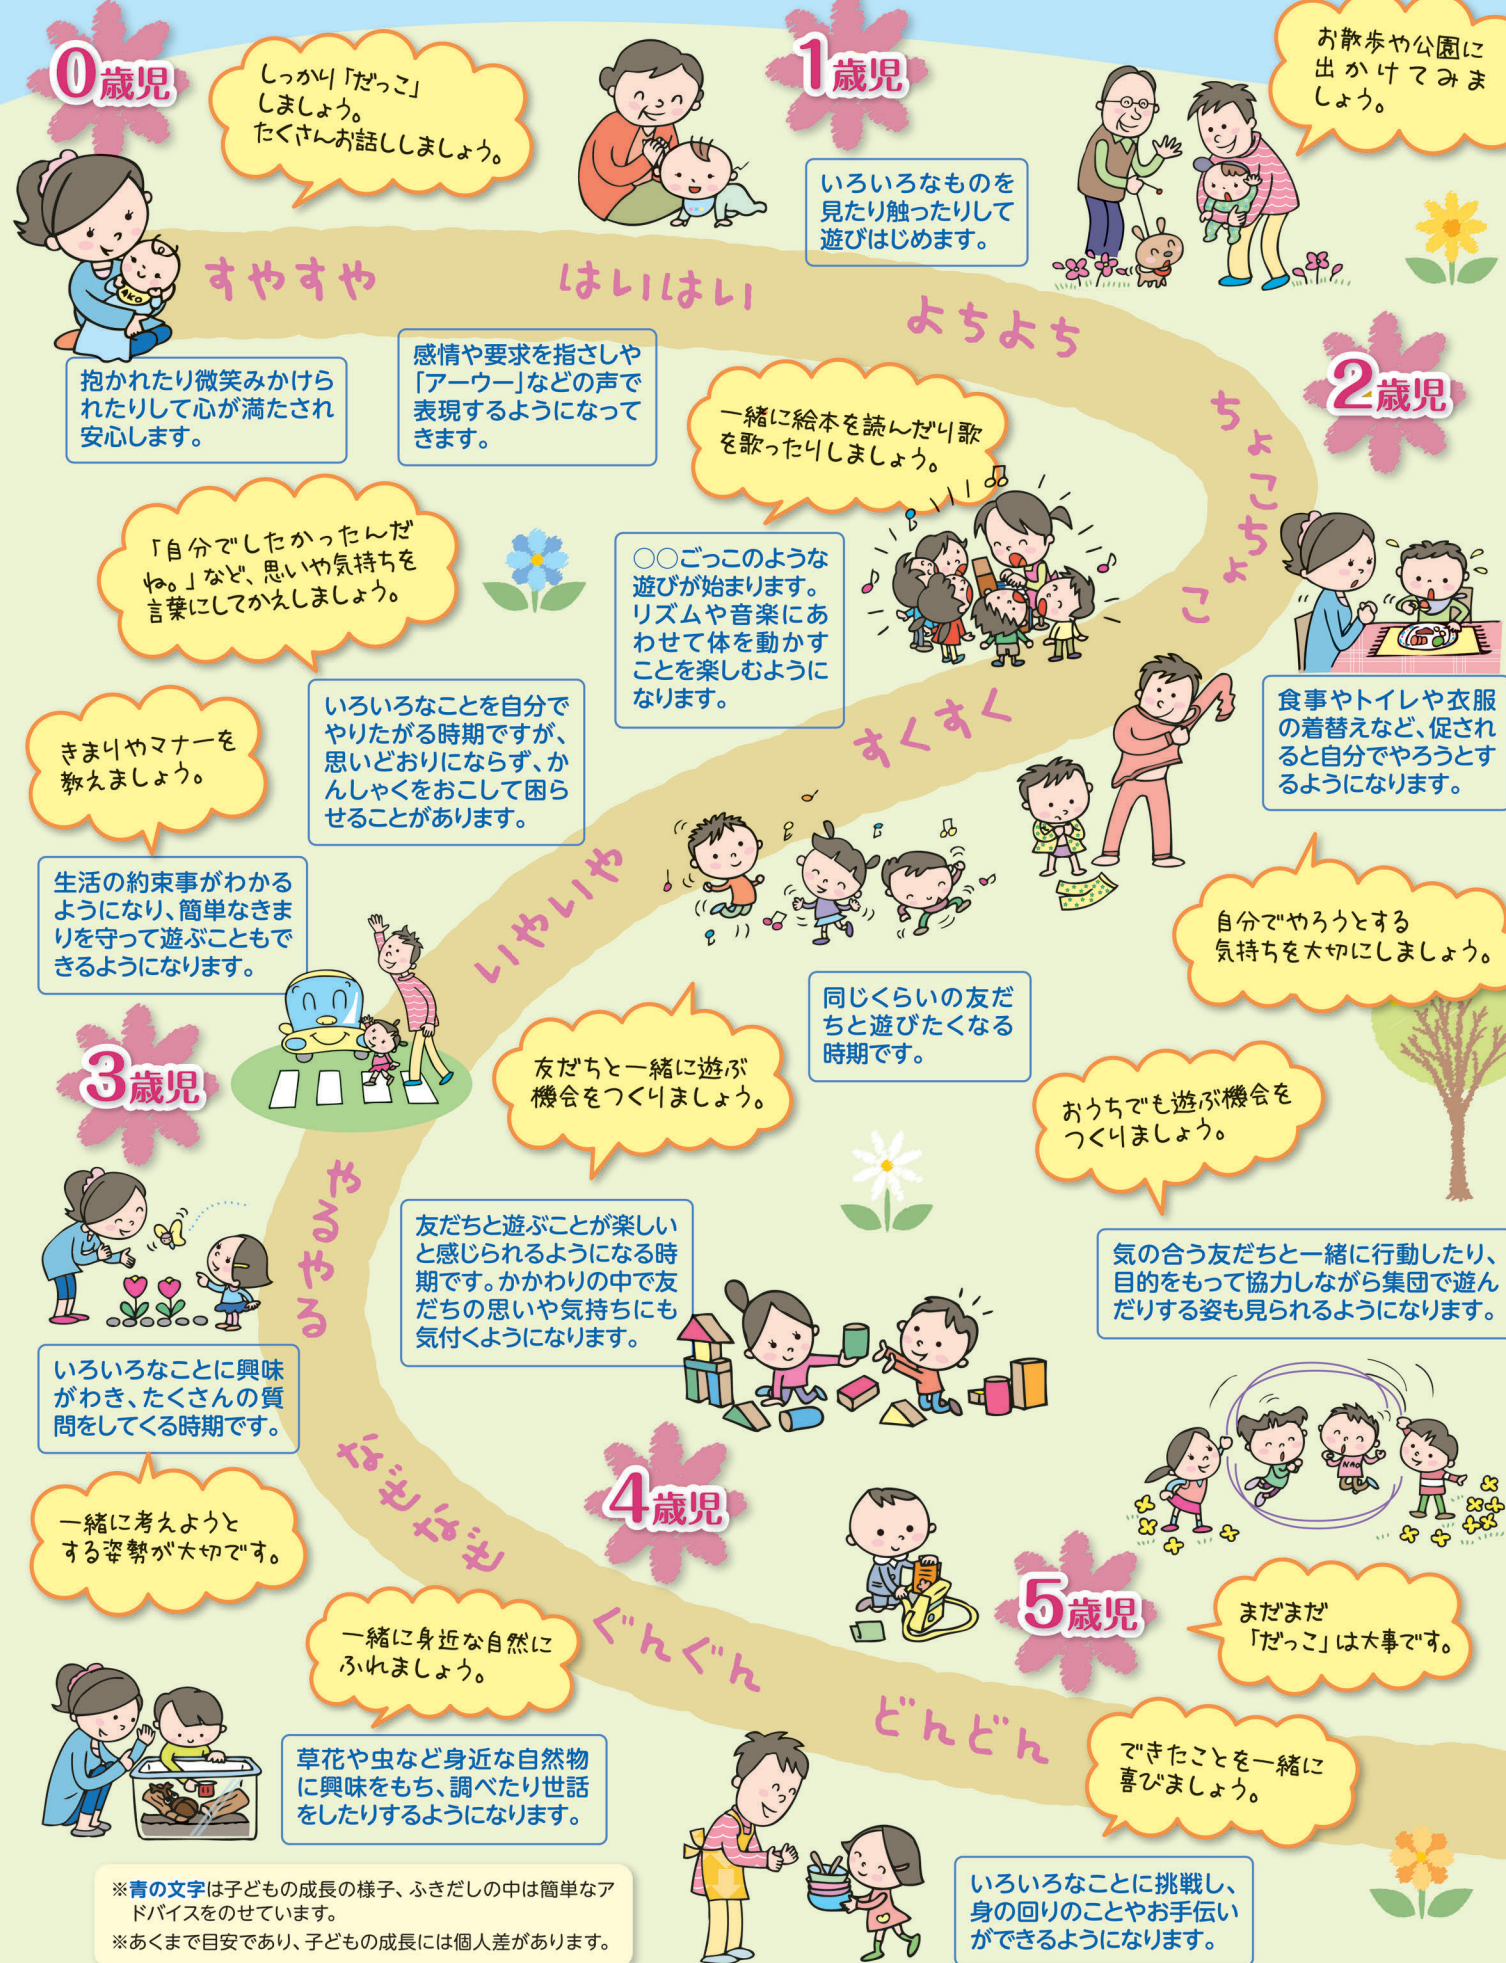 0歳児
しっかり「だっこ」
しましょう。
たくさんお話ししましょう。
1歳児
お散歩や公園に
出かけてみま
しょう。
いろいろなものを
見たり触ったりして
遊びはじめます。
すやすや
はいはい
よちよち
AKO
抱かれたり微笑みかけら
れたりして心が満たされ
安心します。
感情や要求を指さしや
「アーウー」などの声で
表現するようになって
きます。
2歳児
ちょこちょこ
一緒に絵本を読んだり歌
を歌ったりしましょう。
「自分でしたかったんだ
ね。」など、思いや気持ちを
言葉にしてかえしましょう。
○○ごっこのような
遊びが始まります。
リズムや音楽にあ
わせて体を動かす
ことを楽しむように
なります。
食事やトイレや衣服
の着替えなど、促され
ると自分でやろうとす
るようになります。
すくすく
きまりやマナーを
教えましょう。
いろいろなことを自分で
やりたがる時期ですが、
思いどおりにならず、か
んしゃくをおこして困ら
せることがあります。
いやいや
生活の約束事がわかる
ようになり、簡単なきま
りを守って遊ぶこともで
きるようになります。
自分でやろうとする
気持ちを大切にしましょう。
同じくらいの友だ
ちと遊びたくなる
時期です。
友だちと一緒に遊ぶ
機会をつくりましょう。
3歳児
おうちでも遊ぶ機会を
つくりましょう。
やるやる
友だちと遊ぶことが楽しい
と感じられるようになる時
期です。かかわりの中で友
だちの思いや気持ちにも
気付くようになります。
気の合う友だちと一緒に行動したり、
目的をもって協力しながら集団で遊ん
だりする姿も見られるようになります。
いろいろなことに興味
がわき、たくさんの質
問をしてくる時期です。
なぜなぜ
4歳児
NAO
一緒に考えようと
する姿勢が大切です。
5歳児
まだまだ
「だっこ」は大事です。
一緒に身近な自然に
ふれましょう。
ぐんぐん
どんどん
できたことを一緒に
喜びましょう。
草花や虫など身近な自然物
に興味をもち、調べたり世話
をしたりするようになります。
いろいろなことに挑戦し、
身の回りのことやお手伝い
ができるようになります。
※青の文字は子どもの成長の様子、ふきだしの中は簡単なア
ドバイスをのせています。
※あくまで目安であり、子どもの成長には個人差があります。